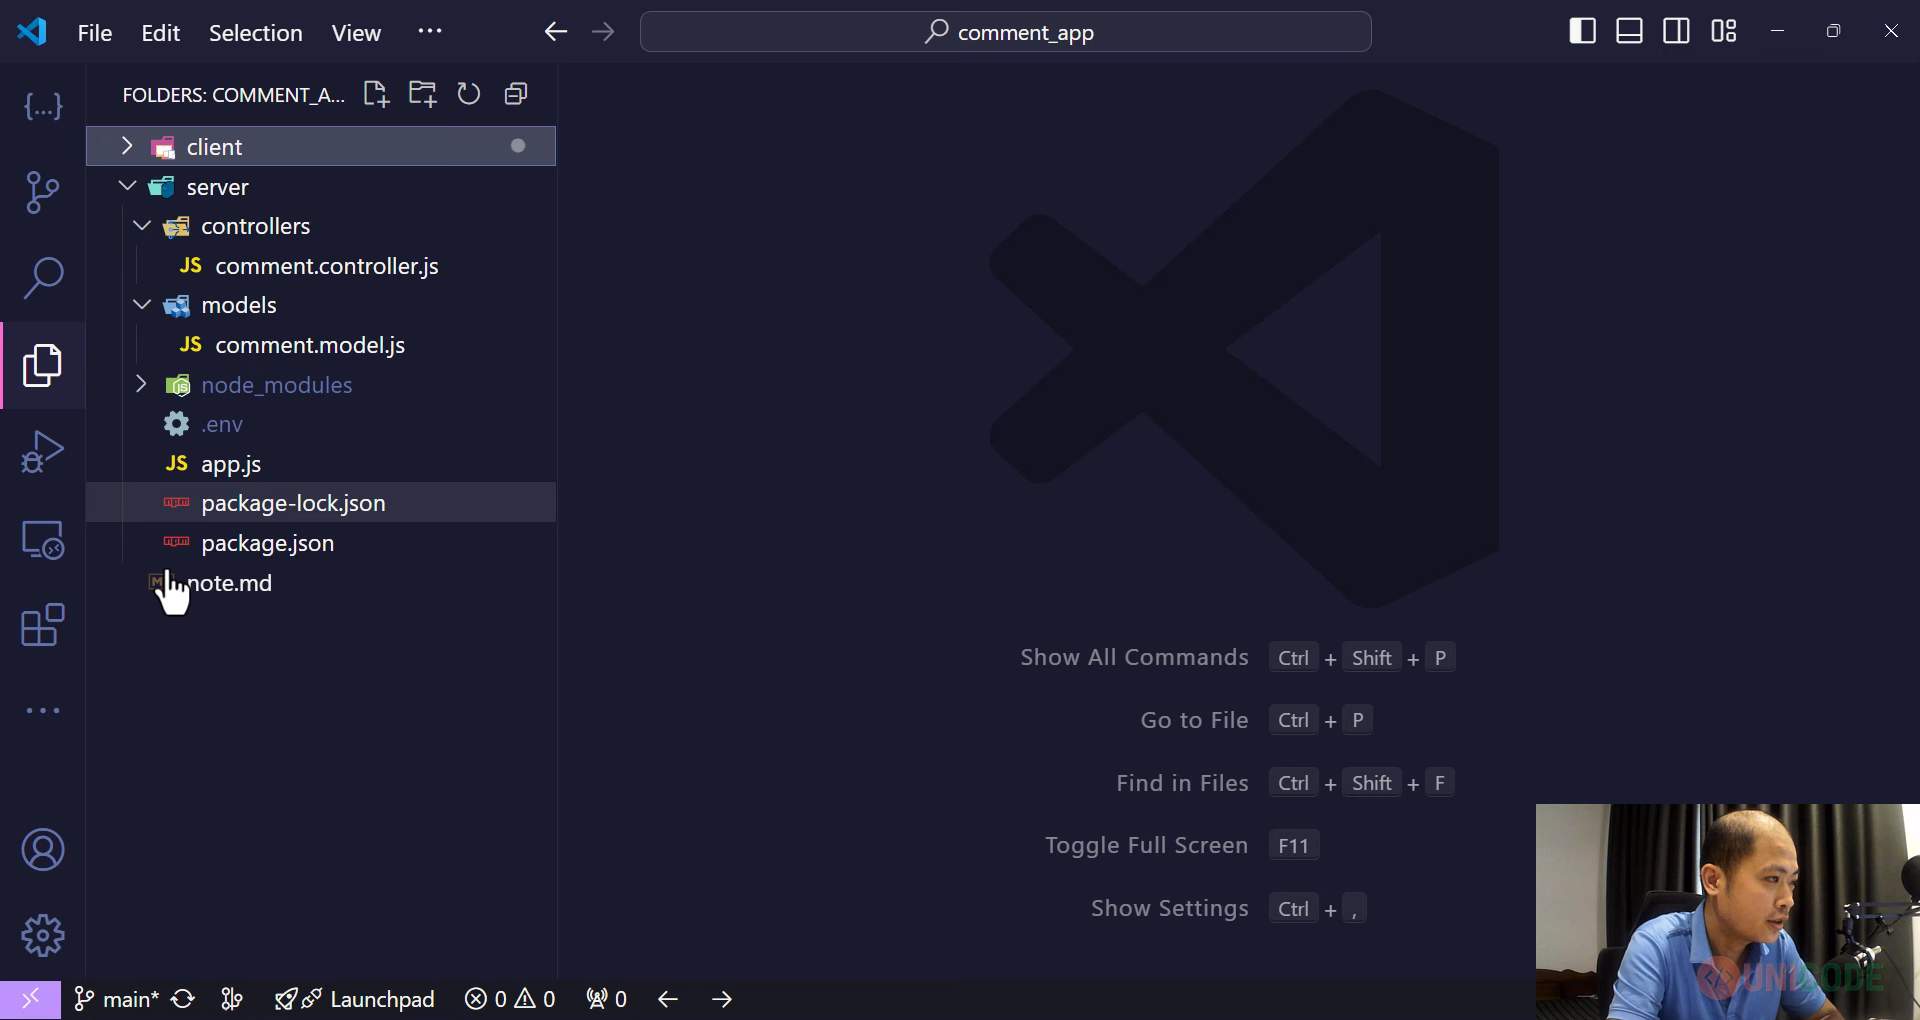 File Edit Selection View ···
comment_app
FOLDERS: COMMENT_A...
client
server
controllers
JS comment.controller.js
models
JS comment.model.js
node_modules
.env
JS app.js
package-lock.json
package.json
note.md
Show All Commands Ctrl + Shift + P
Go to File Ctrl + P
Find in Files Ctrl + Shift + F
Toggle Full Screen F11
Show Settings Ctrl + ,
UNICODE
main* Launchpad 0 0 0